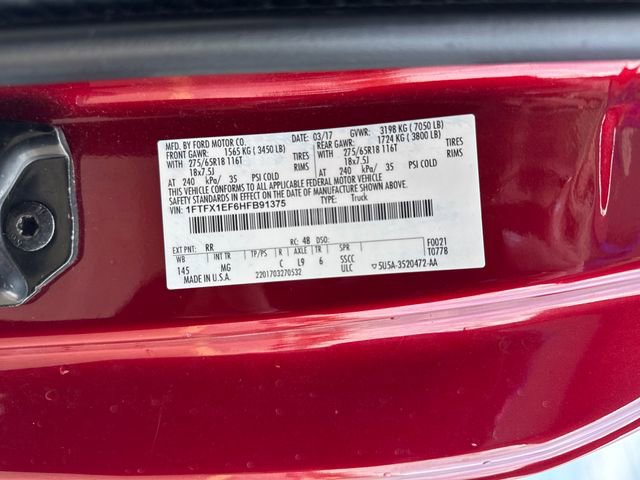 MFD. BY FORD MOTOR CO. DATE: 03/17 GVWR: 3198 KG ( 7050 LB)
FRONT GAWR: 1565 KG ( 3450 LB) REAR GAWR: 1724 KG ( 3800 LB)
275/65R18 116T TIRES 275/65R18 116T TIRES
18x7.5J RIMS 18x7.5J RIMS
AT 240 kPa/ 35 PSI COLD AT 240 kPa/ 35 PSI COLD
THIS VEHICLE CONFORMS TO ALL APPLICABLE FEDERAL MOTOR VEHICLE
SAFETY STANDARDS IN EFFECT ON THE DATE OF MANUFACTURE SHOWN ABOVE.
VIN: 1FTFX1EF6HFB91375 TYPE: Truck
EXT PNT: RR RC: 48 DSO: F0021
WB INT TR TP/PS R AXLE TR SPR T0778
145 MG C L9 6 SSCC
MADE IN U.S.A. 2201703270532 ULC 5U5A-3520472-AA